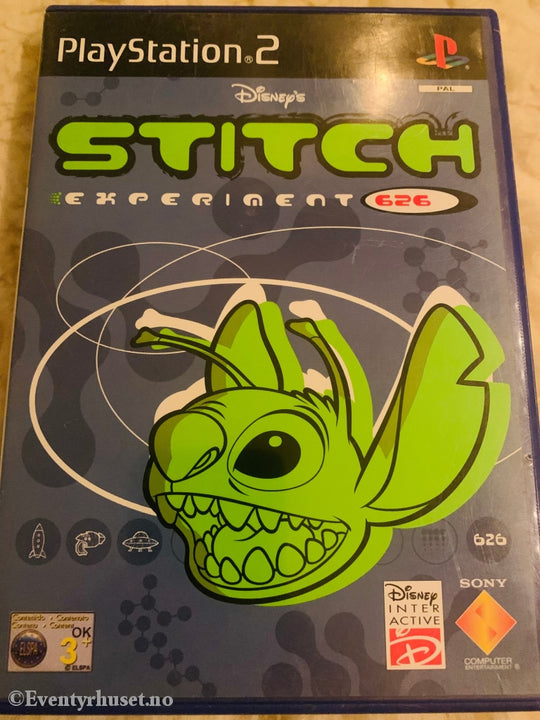 PlayStation®2
PAL
Disney's
STITCH
EXPERIMENT 626
626
Contenido • Contenuto
Conteúdo • Content
ELSPA
OK
3+
© ELSPA
Disney
INTER
ACTIVE
SONY
COMPUTER
ENTERTAINMENT®
©Eventyrhuset.no